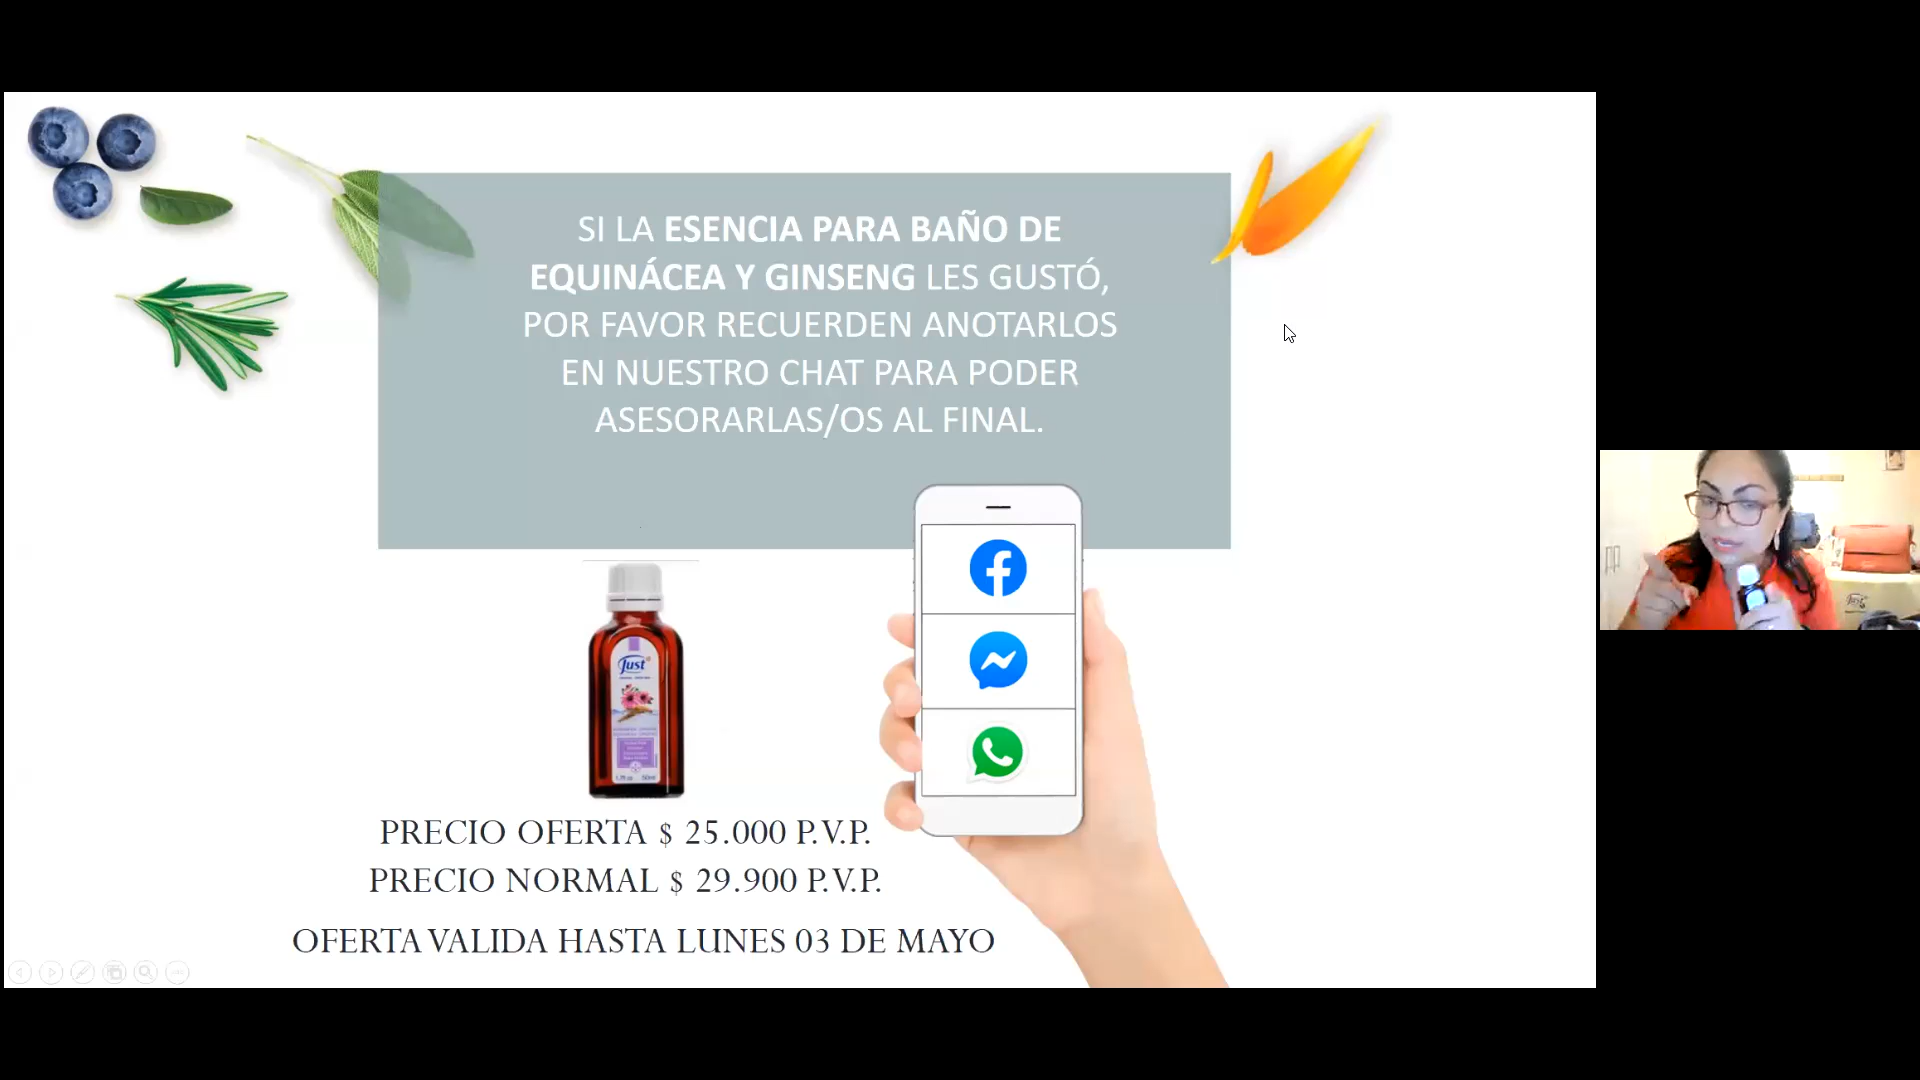 SI LA ESENCIA PARA BAÑO DE
EQUINÁCEA Y GINSENG LES GUSTÓ,
POR FAVOR RECUERDEN ANOTARLOS
EN NUESTRO CHAT PARA PODER
ASESORARLAS/OS AL FINAL.
Just
50ml
PRECIO OFERTA $ 25.000 P.V.P.
PRECIO NORMAL $ 29.900 P.V.P.
OFERTA VALIDA HASTA LUNES 03 DE MAYO
Just